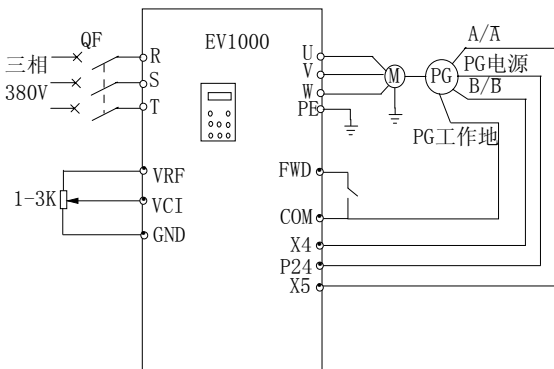 QF
三相
380V
R
S
T
EV1000
U
V
W
PE
M
PG
A/A̅
PG电源
B/B̅
PG工作地
1-3K
VRF
VCI
GND
FWD
COM
X4
P24
X5